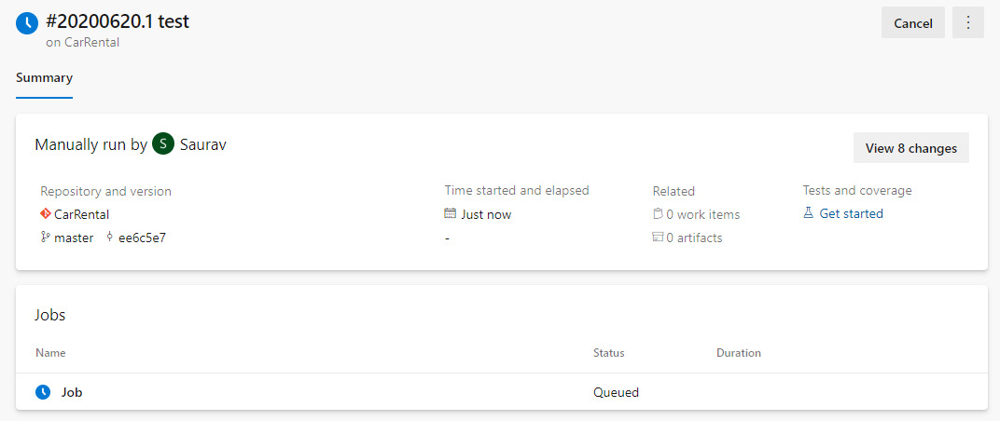 #20200620.1 test
on CarRental
Cancel
Summary
Manually run by S Saurav
View 8 changes
Repository and version
Time started and elapsed
Related
Tests and coverage
CarRental
Just now
0 work items
Get started
master ee6c5e7
-
0 artifacts
Jobs
Name Status Duration
Job Queued